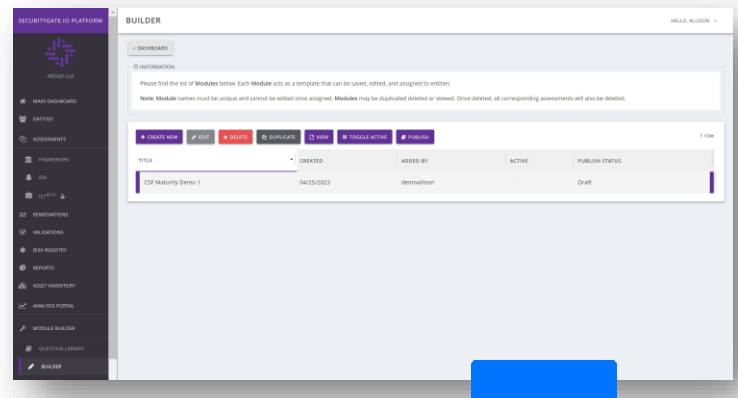 SECURITYGATE.IO PLATFORM
BUILDER
HELLO, ALLISON
Allison Lui
‹ DASHBOARD
INFORMATION
Please find the list of Modules below. Each Module acts as a template that can be saved, edited, and assigned to entities
Note: Module names must be unique and cannot be edited once assigned. Modules may be duplicated deleted or viewed. Once deleted, all corresponding assessments will also be deleted.
MAIN DASHBOARD
ENTITIES
ASSESSMENTS
FRAMEWORK
BIA
REMEDIATIONS
VALIDATIONS
RISK REGISTRY
REPORTS
ASSET INVENTORY
ANALYSIS PORTAL
MODULE BUILDER
QUESTION LIBRARY
BUILDER
+ CREATE NEW EDIT × DELETE DUPLICATE VIEW TOGGLE ACTIVE PUBLISH 1 row
TITLE CREATED ADDED BY ACTIVE PUBLISH STATUS
CSF Maturity Demo 1 04/25/2023 demoallison Draft